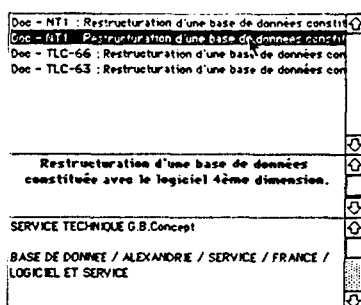 Doc - NT1 : Restructuration d'une base de données constit
Doc - NT1 : Restructuration d'une base de données constit
Doc - TLC-66 : Restructuration d'une base de données con
Doc - TLC-63 : Restructuration d'une base de données con
Restructuration d'une base de données
constituée avec le logiciel 4ème dimension.
SERVICE TECHNIQUE G.B.Concept
BASE DE DONNEE / ALEXANDRIE / SERVICE / FRANCE /
LOGICIEL ET SERVICE